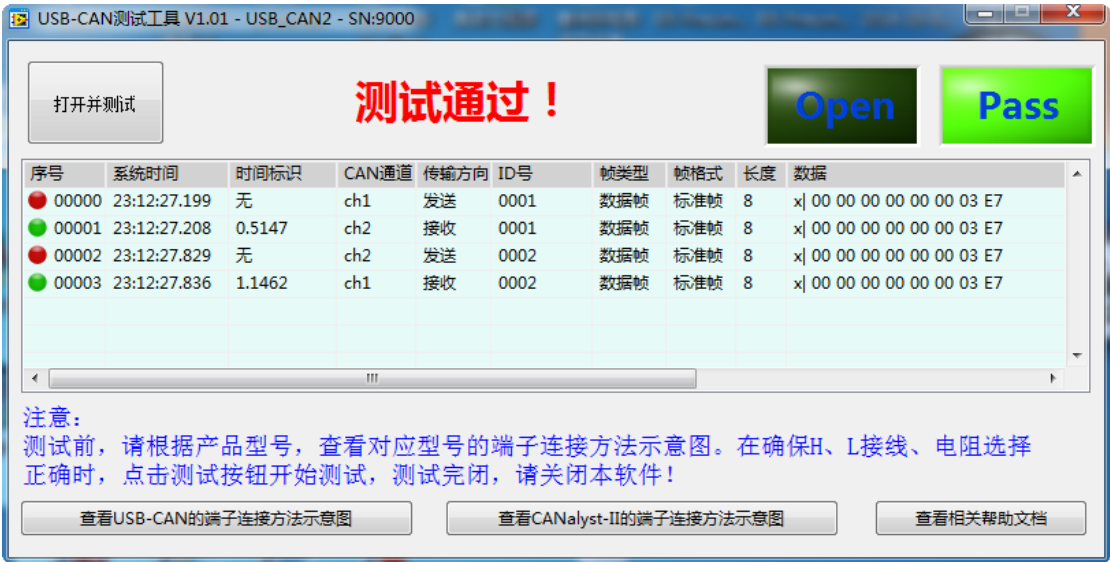 USB-CAN测试工具 V1.01 - USB_CAN2 - SN:9000
打开并测试
测试通过！
Open
Pass
序号 系统时间 时间标识 CAN通道 传输方向 ID号 帧类型 帧格式 长度 数据
00000 23:12:27.199 无 ch1 发送 0001 数据帧 标准帧 8 x| 00 00 00 00 00 00 03 E7
00001 23:12:27.208 0.5147 ch2 接收 0001 数据帧 标准帧 8 x| 00 00 00 00 00 00 03 E7
00002 23:12:27.829 无 ch2 发送 0002 数据帧 标准帧 8 x| 00 00 00 00 00 00 03 E7
00003 23:12:27.836 1.1462 ch1 接收 0002 数据帧 标准帧 8 x| 00 00 00 00 00 00 03 E7
注意：
测试前，请根据产品型号，查看对应型号的端子连接方法示意图。在确保H、L接线、电阻选择
正确时，点击测试按钮开始测试，测试完闭，请关闭本软件！
查看USB-CAN的端子连接方法示意图
查看CANalyst-II的端子连接方法示意图
查看相关帮助文档